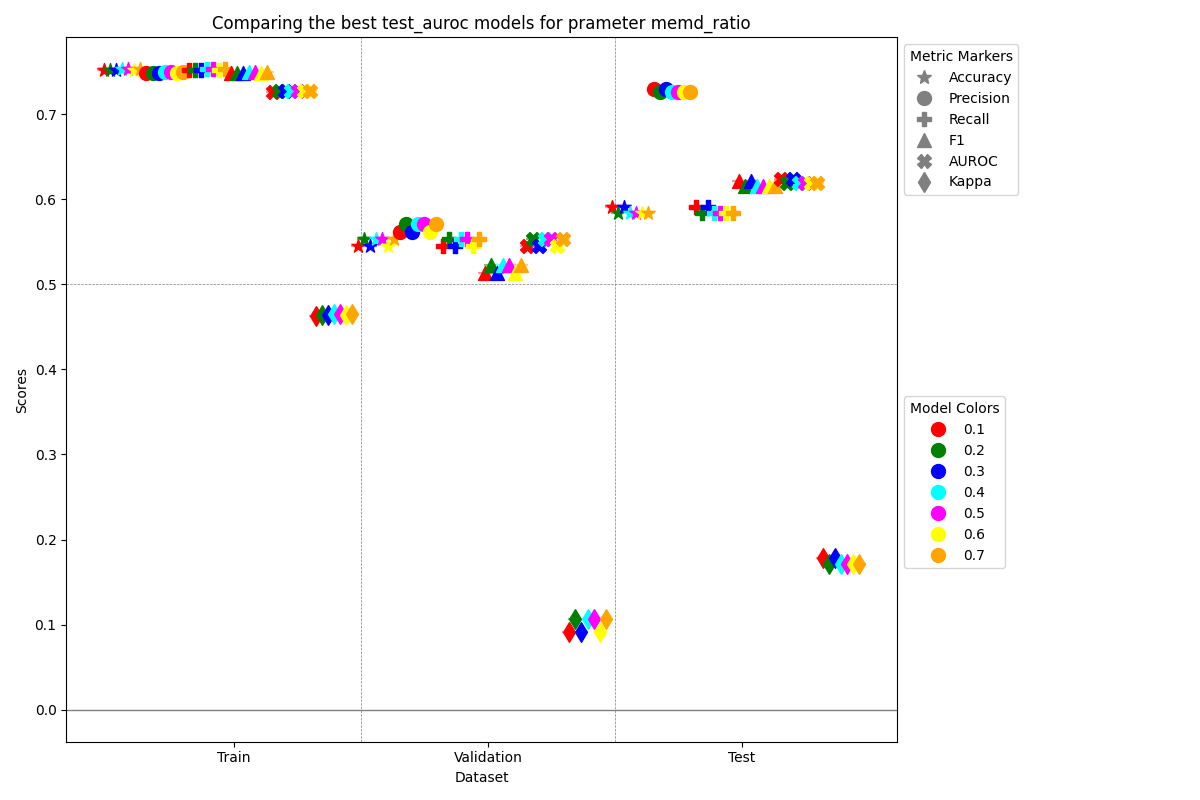 Comparing the best test_auroc models for prameter memd_ratio
Metric Markers
Accuracy
Precision
Recall
F1
AUROC
Kappa
Model Colors
0.1
0.2
0.3
0.4
0.5
0.6
0.7
Scores
0.7
0.6
0.5
0.4
0.3
0.2
0.1
0.0
Train
Validation
Test
Dataset